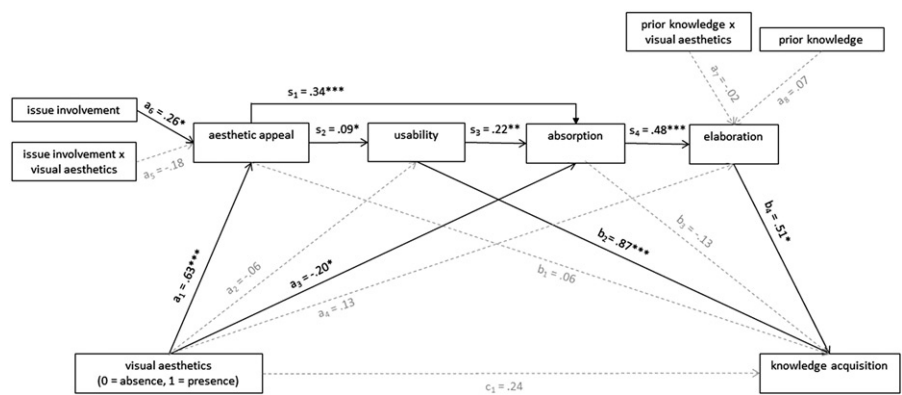 prior knowledge x
visual aesthetics
prior knowledge
a₇ = -.02
a₈ = .07
s₁ = .34***
issue involvement
a₆ = .26*
aesthetic appeal
s₂ = .09*
usability
s₃ = .22**
absorption
s₄ = .48***
elaboration
issue involvement x
visual aesthetics
a₅ = -.18
a₁ = .63***
a₂ = -.06
a₃ = -.20*
a₄ = .13
b₁ = .06
b₂ = .87***
b₃ = -.13
b₄ = .51*
visual aesthetics
(0 = absence, 1 = presence)
knowledge acquisition
c₁ = .24